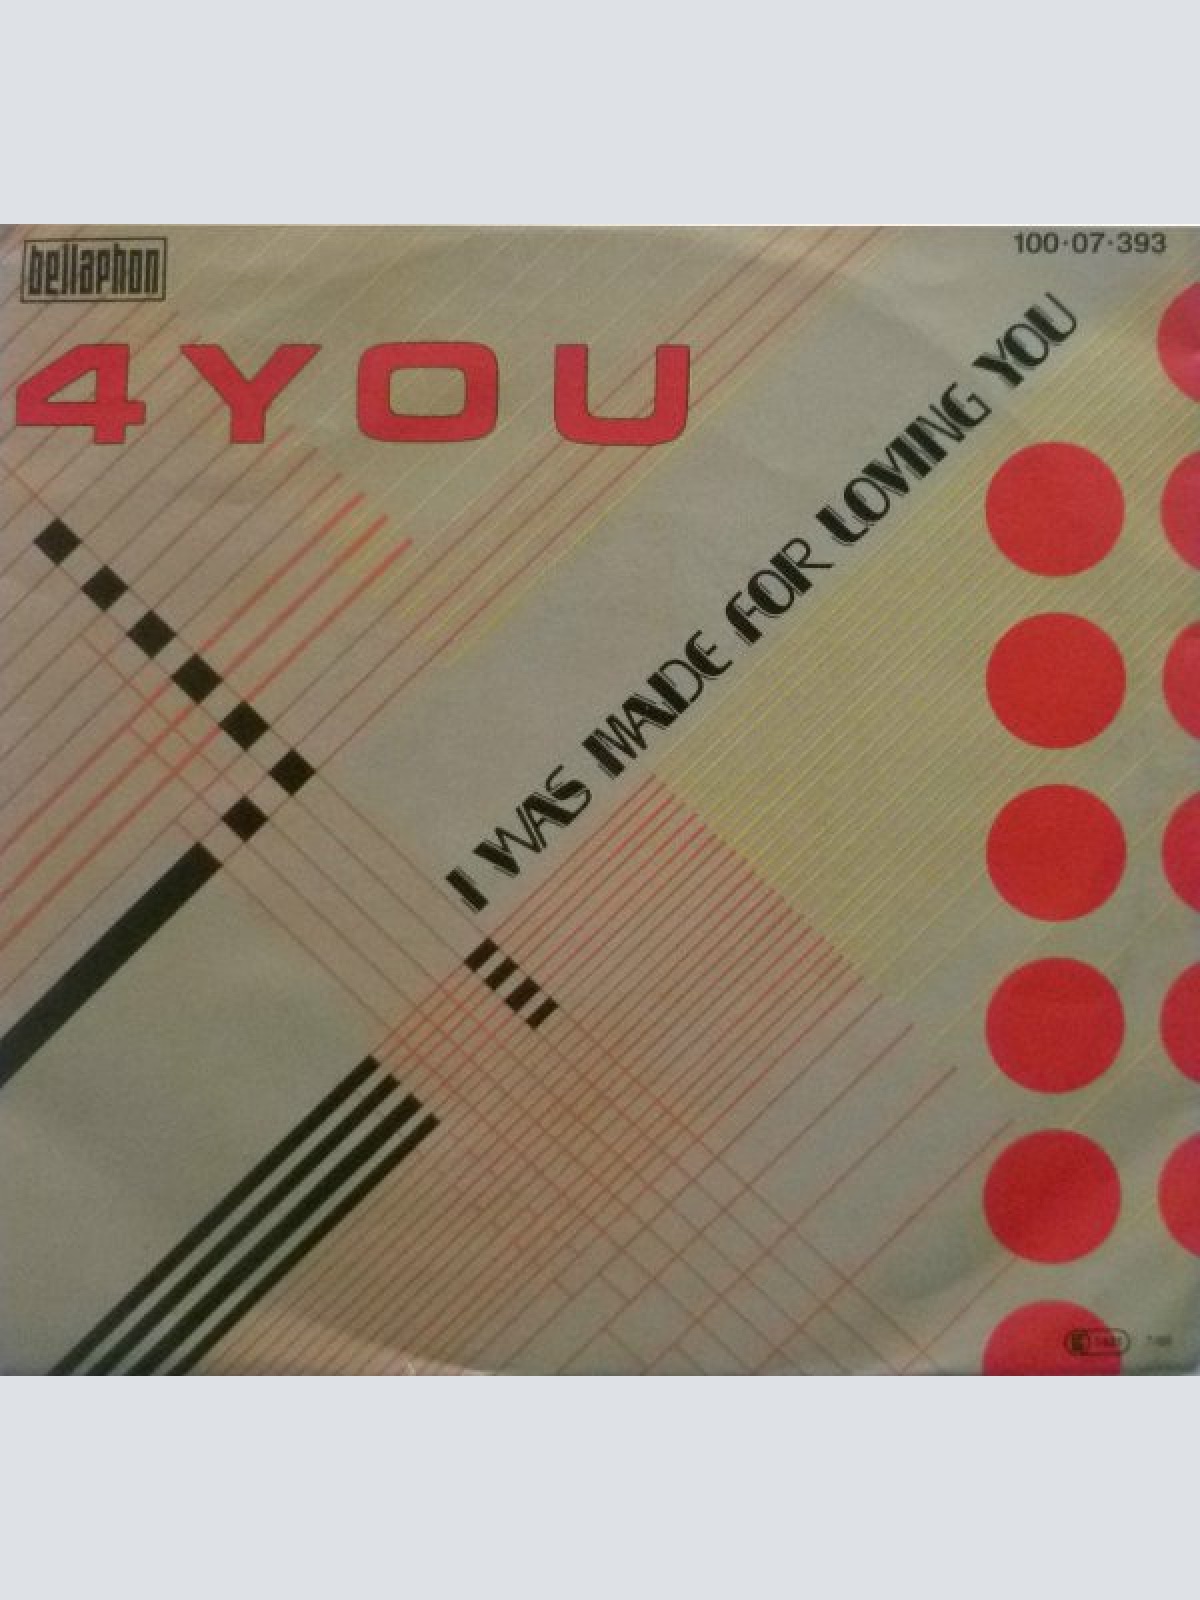 bellaphon
100·07·393
4YOU
I WAS MADE FOR LOVING YOU